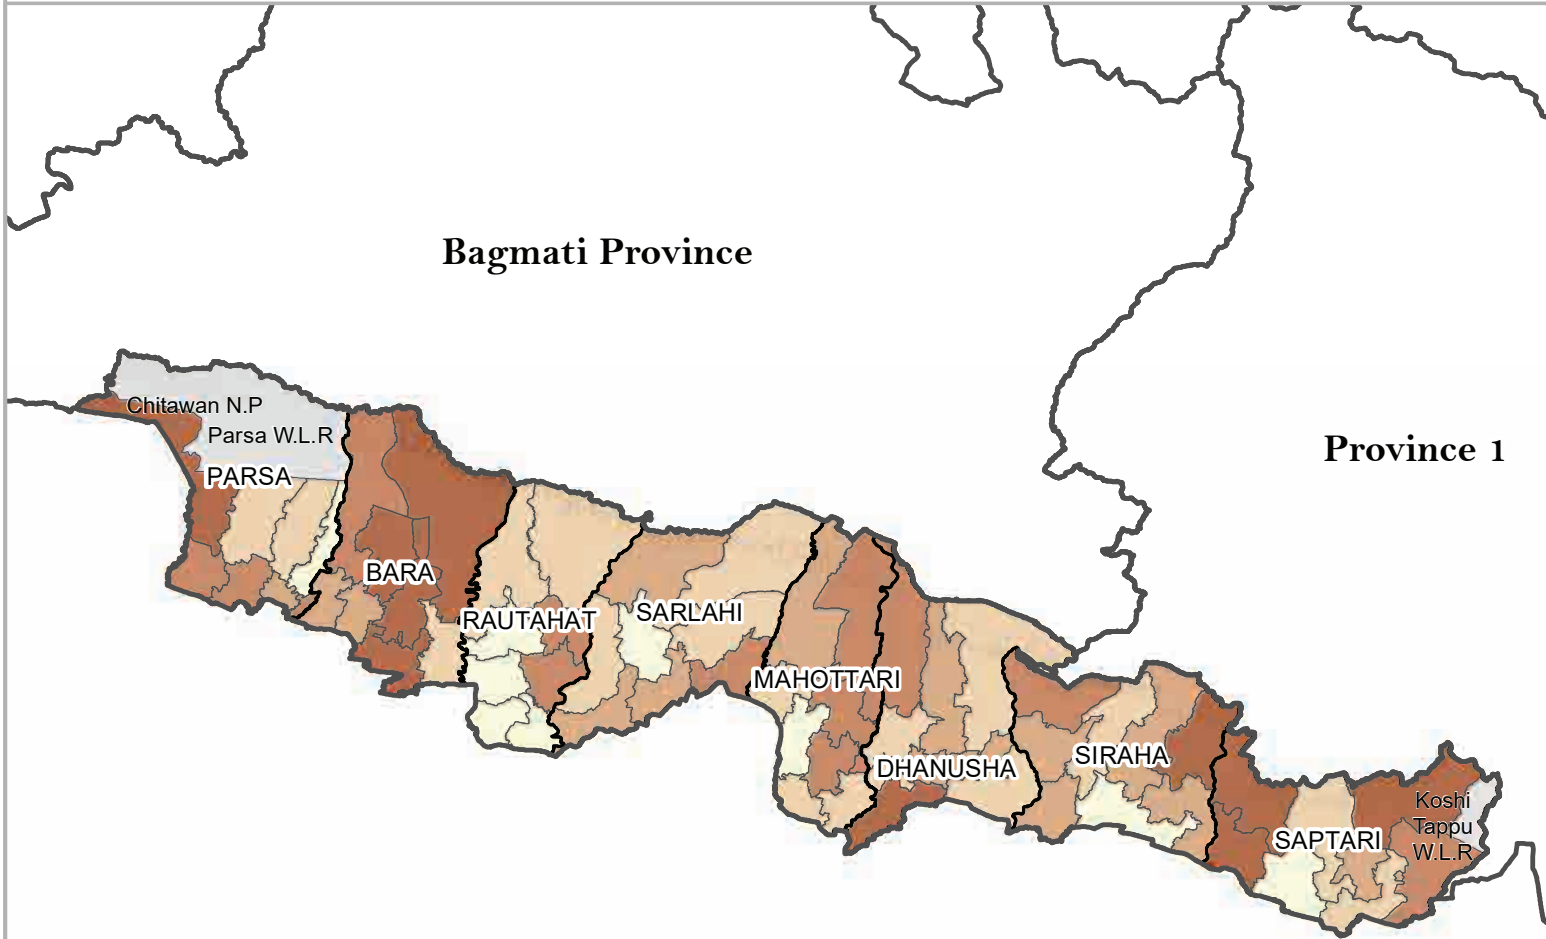 Bagmati Province
Chitawan N.P
Parsa W.L.R
Province 1
PARSA
BARA
RAUTAHAT
SARLAHI
MAHOTTARI
DHANUSHA
SIRAHA
Koshi
Tappu
W.L.R
SAPTARI